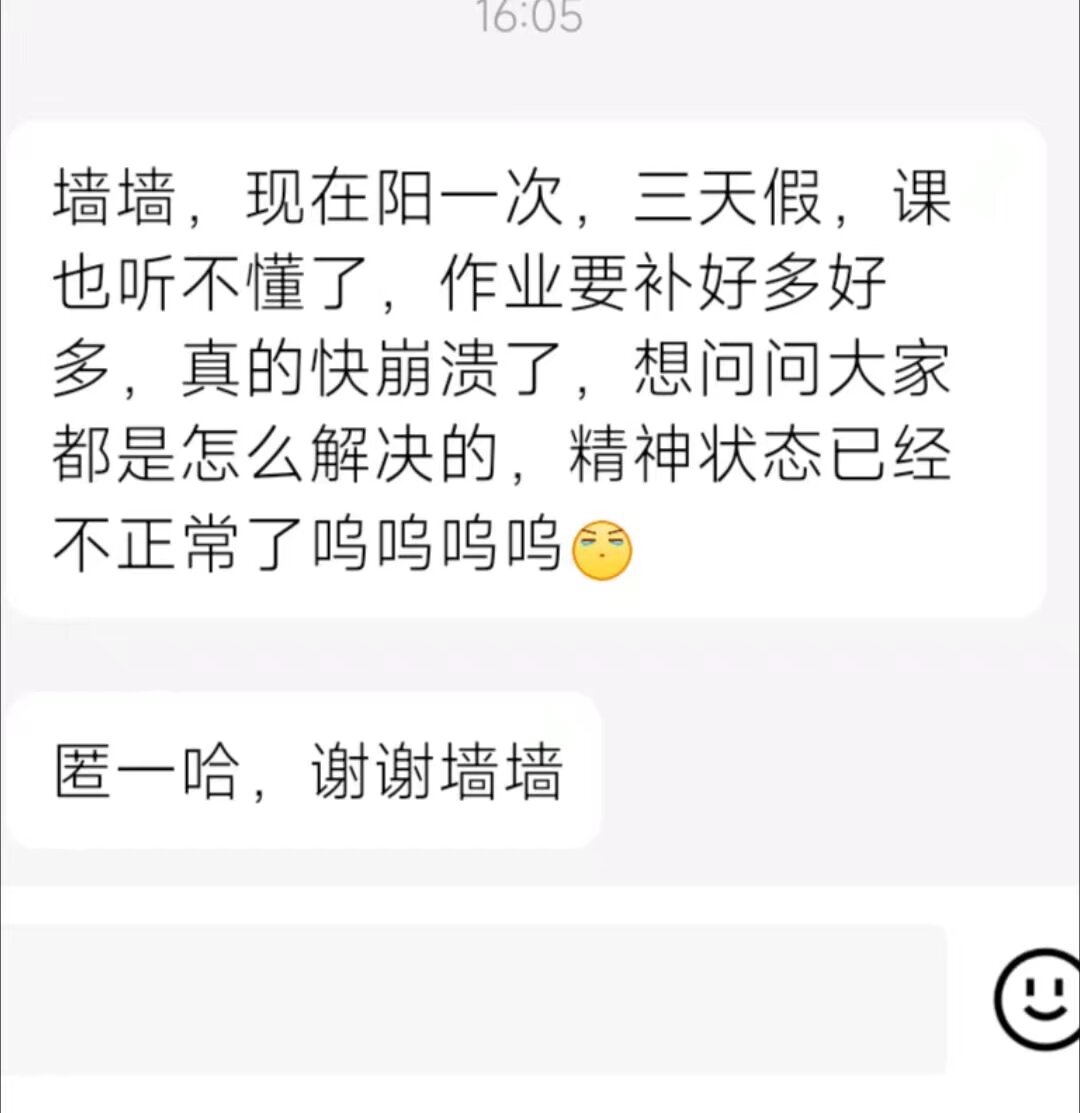 16:05
墙墙，现在阳一次，三天假，课
也听不懂了，作业要补好多好
多，真的快崩溃了，想问问大家
都是怎么解决的，精神状态已经
不正常了呜呜呜呜
匿一哈，谢谢墙墙